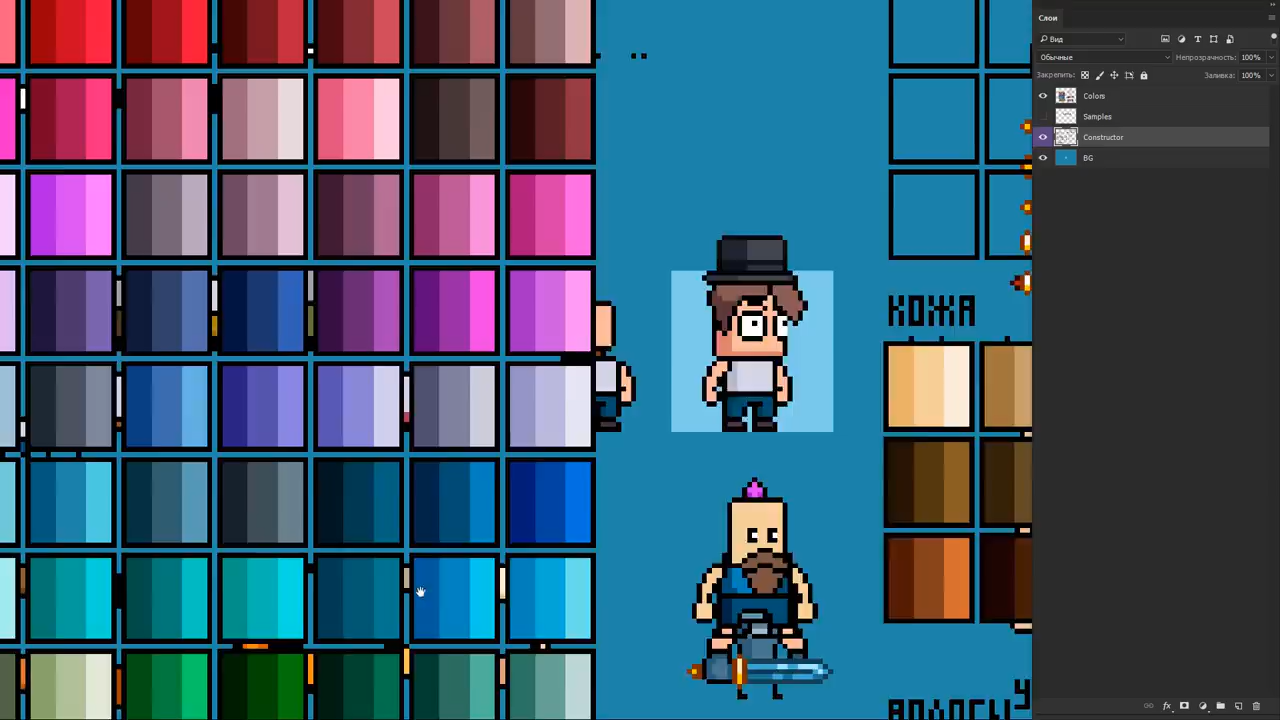 Слои
Вид
Обычные
Непрозрачность: 100%
Закрепить:
Заливка: 100%
Colors
Samples
Constructor
BG
КОЖА